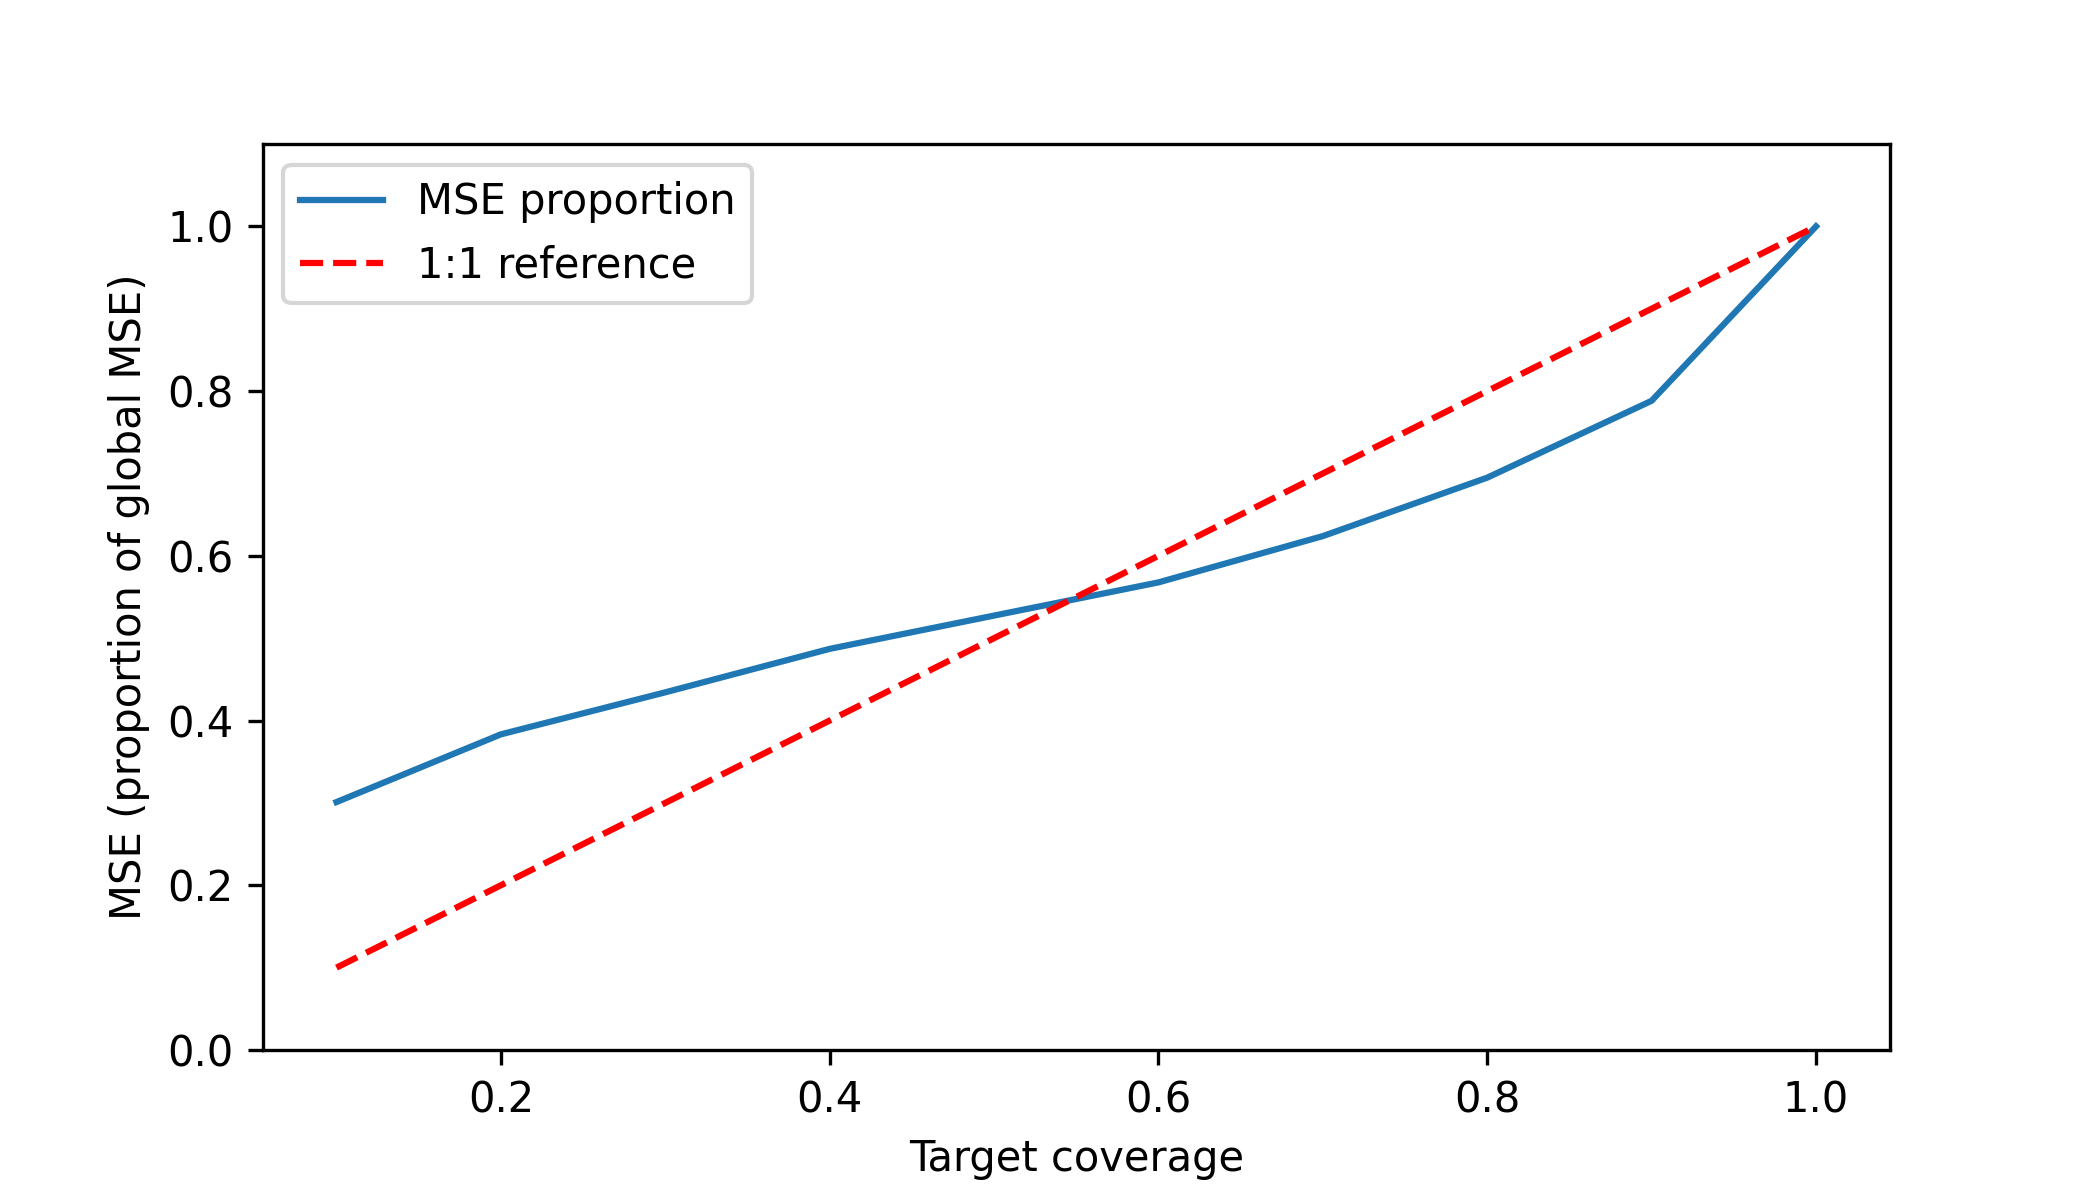 MSE proportion
1:1 reference
1.0
0.8
0.6
0.4
0.2
0.0
MSE (proportion of global MSE)
0.2 0.4 0.6 0.8 1.0
Target coverage